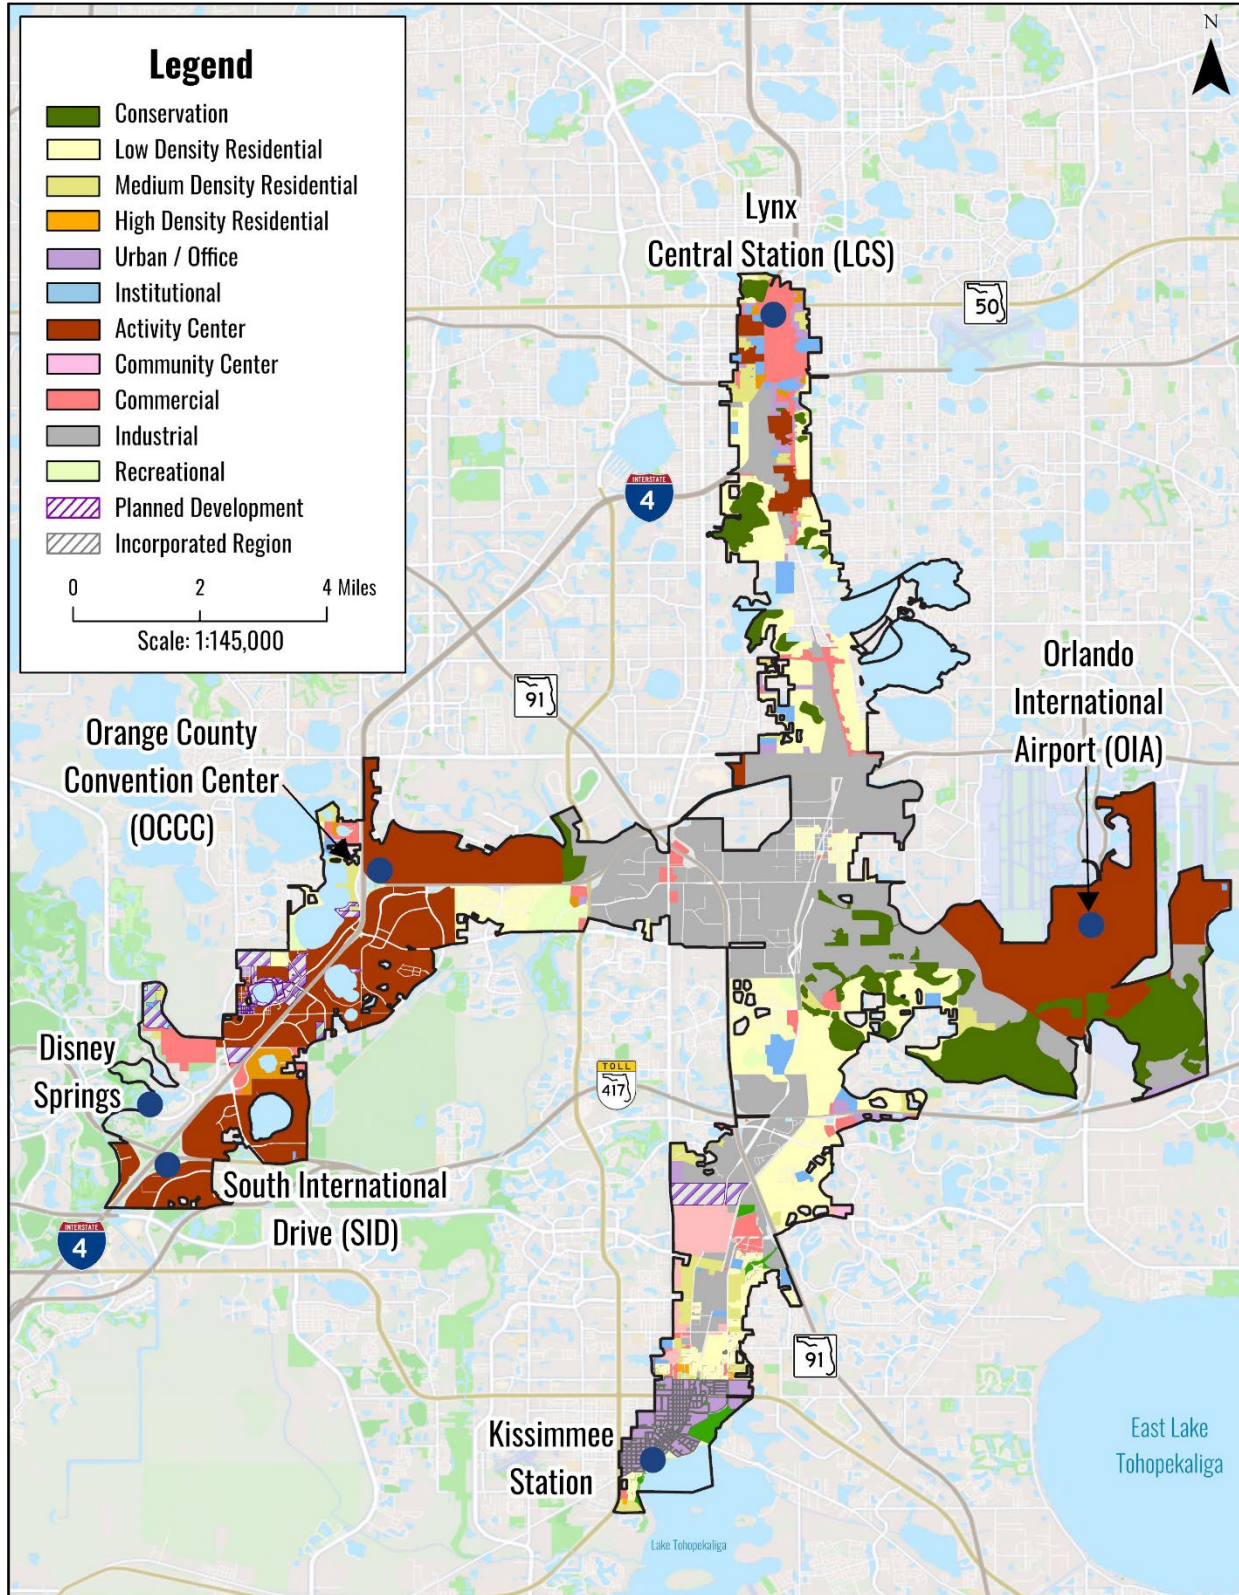 Legend
Conservation
Low Density Residential
Medium Density Residential
High Density Residential
Urban / Office
Institutional
Activity Center
Community Center
Commercial
Industrial
Recreational
Planned Development
Incorporated Region
0 2 4 Miles
Scale: 1:145,000
N
Lynx
Central Station (LCS)
50
INTERSTATE
4
91
Orlando
International
Airport (OIA)
Orange County
Convention Center
(OCCC)
Disney
Springs
TOLL
417
South International
Drive (SID)
INTERSTATE
4
91
Kissimmee
Station
East Lake
Tohopekaliga
Lake Tohopekaliga